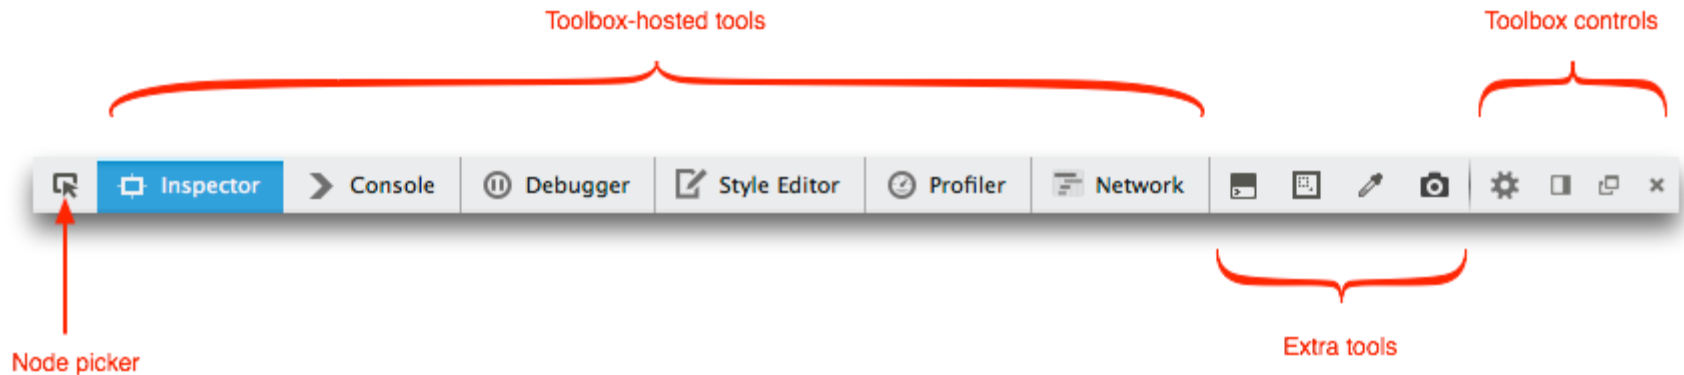 Toolbox-hosted tools
Toolbox controls
Inspector
Console
Debugger
Style Editor
Profiler
Network
Extra tools
Node picker